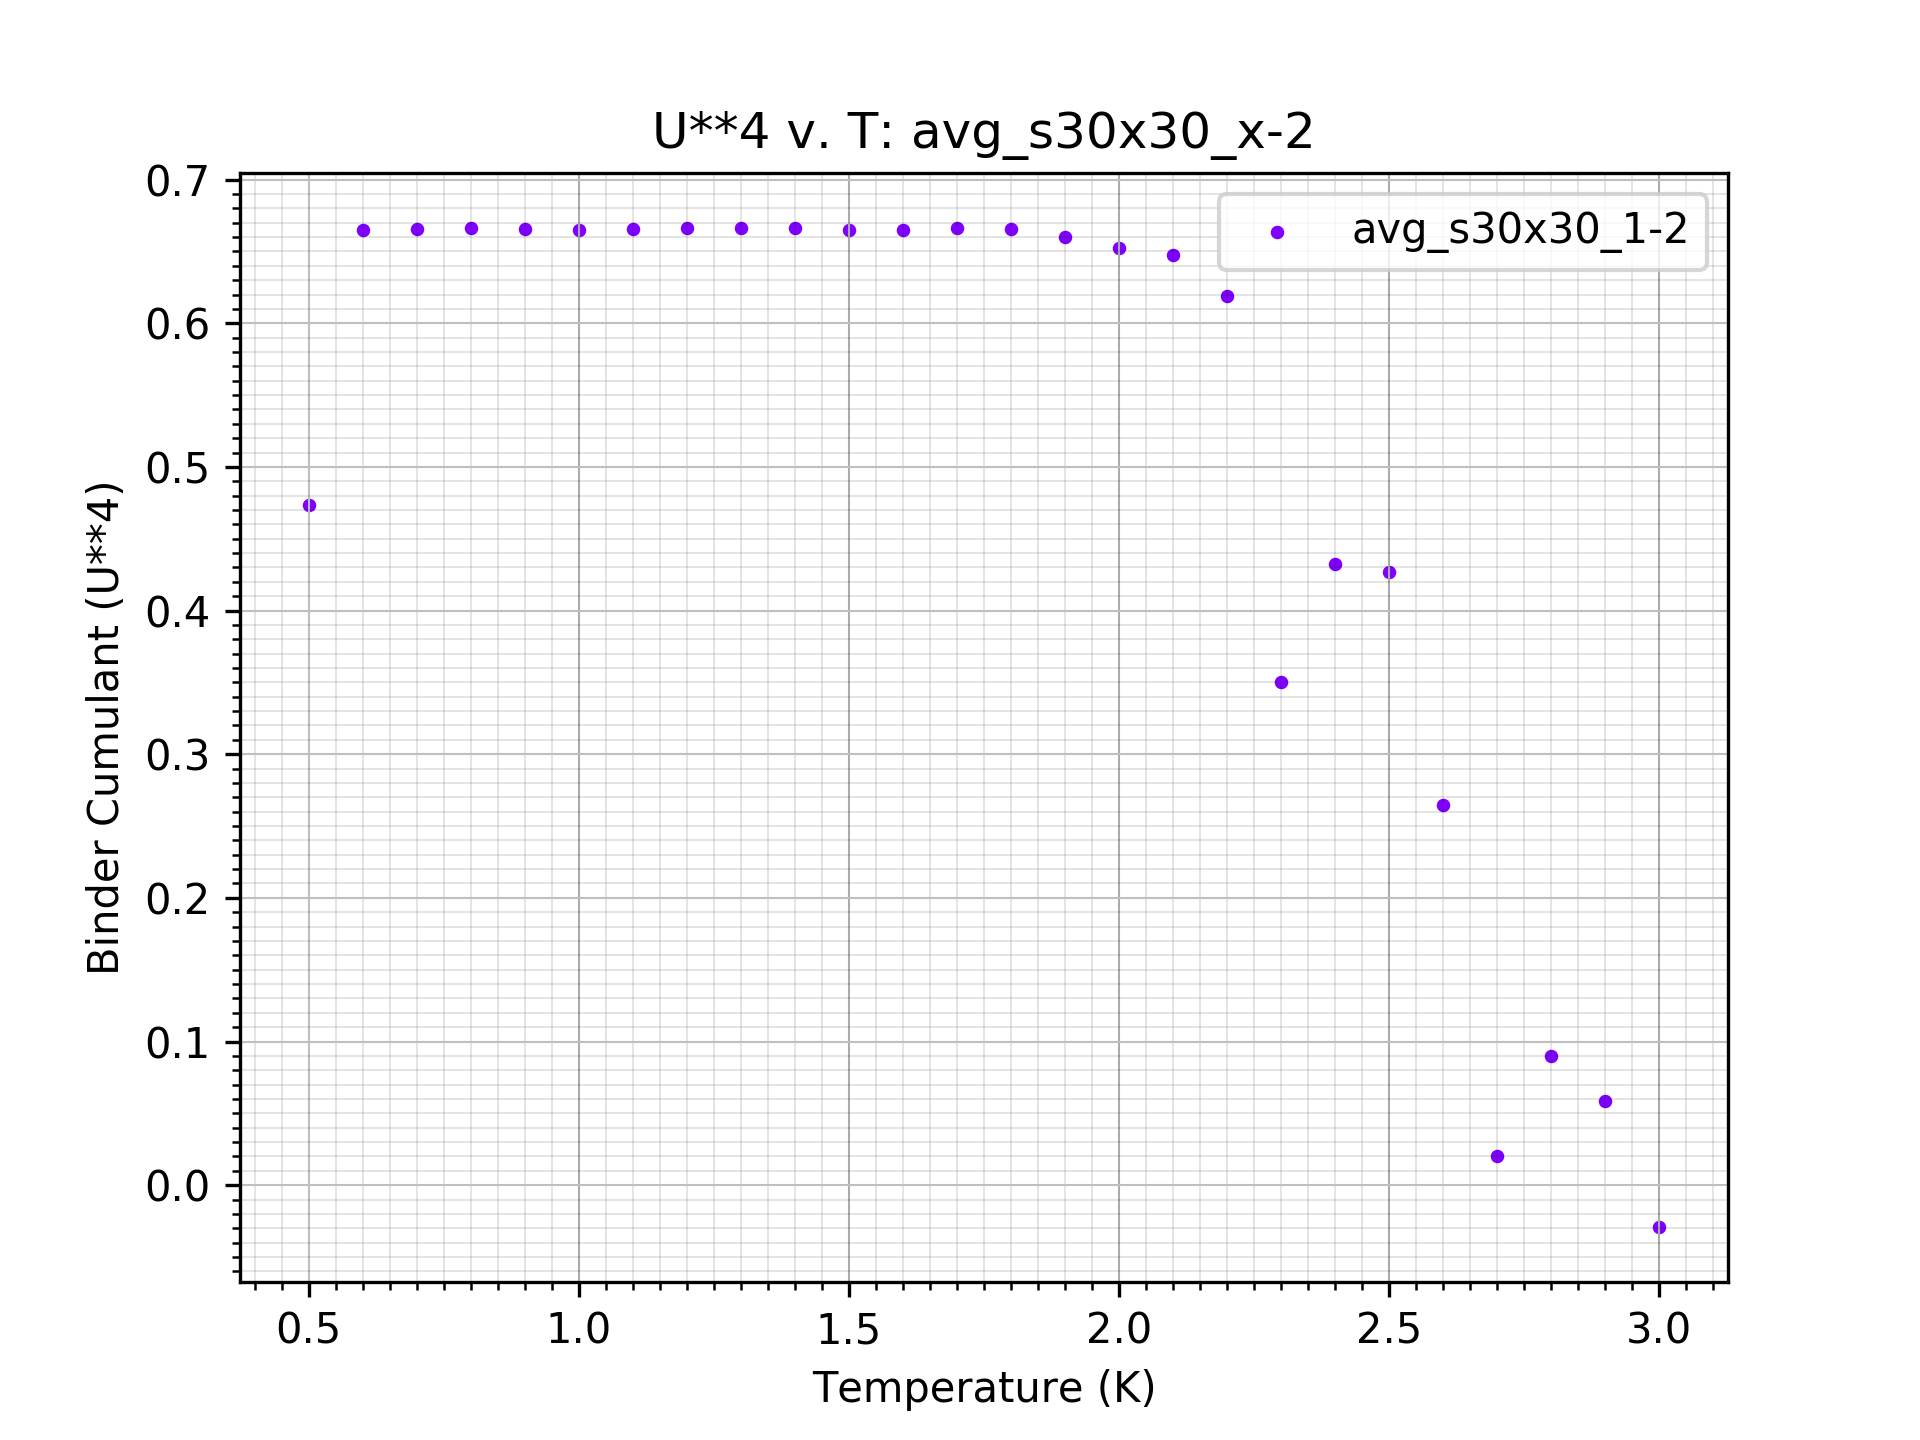 U**4 v. T: avg_s30x30_x-2
avg_s30x30_1-2
Binder Cumulant (U**4)
0.7
0.6
0.5
0.4
0.3
0.2
0.1
0.0
0.5 1.0 1.5 2.0 2.5 3.0
Temperature (K)